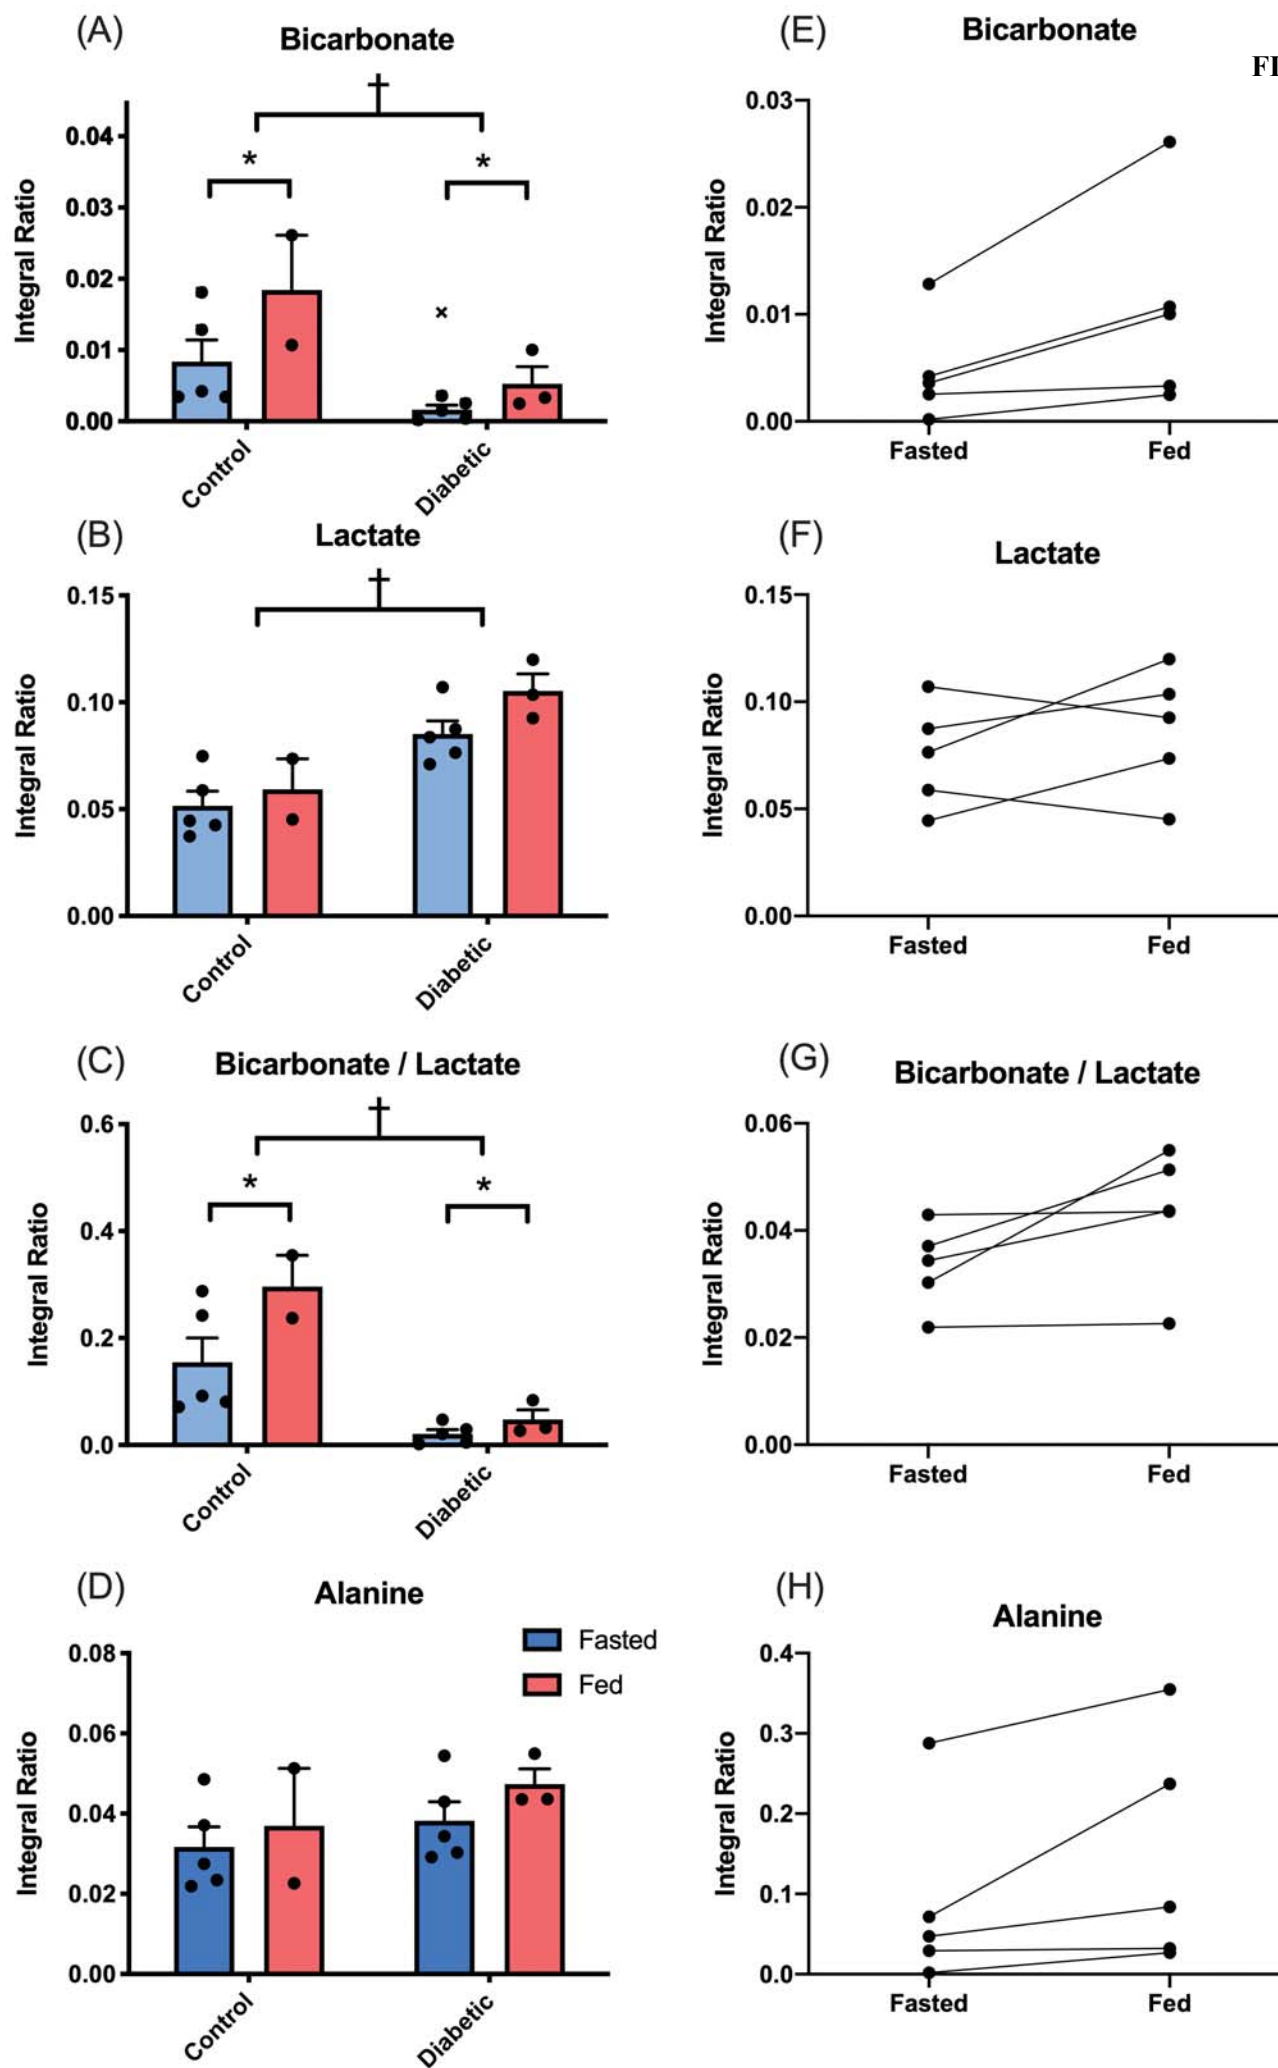 (A)
Bicarbonate
†
*
*
Integral Ratio
0.04
0.03
0.02
0.01
0.00
×
Control
Diabetic
(E)
Bicarbonate
FI
Integral Ratio
0.03
0.02
0.01
0.00
Fasted
Fed
(B)
Lactate
†
Integral Ratio
0.15
0.10
0.05
0.00
Control
Diabetic
(F)
Lactate
Integral Ratio
0.15
0.10
0.05
0.00
Fasted
Fed
(C)
Bicarbonate / Lactate
†
*
*
Integral Ratio
0.6
0.4
0.2
0.0
Control
Diabetic
(G)
Bicarbonate / Lactate
Integral Ratio
0.06
0.04
0.02
0.00
Fasted
Fed
(D)
Alanine
Fasted
Fed
Integral Ratio
0.08
0.06
0.04
0.02
0.00
Control
Diabetic
(H)
Alanine
Integral Ratio
0.4
0.3
0.2
0.1
0.0
Fasted
Fed